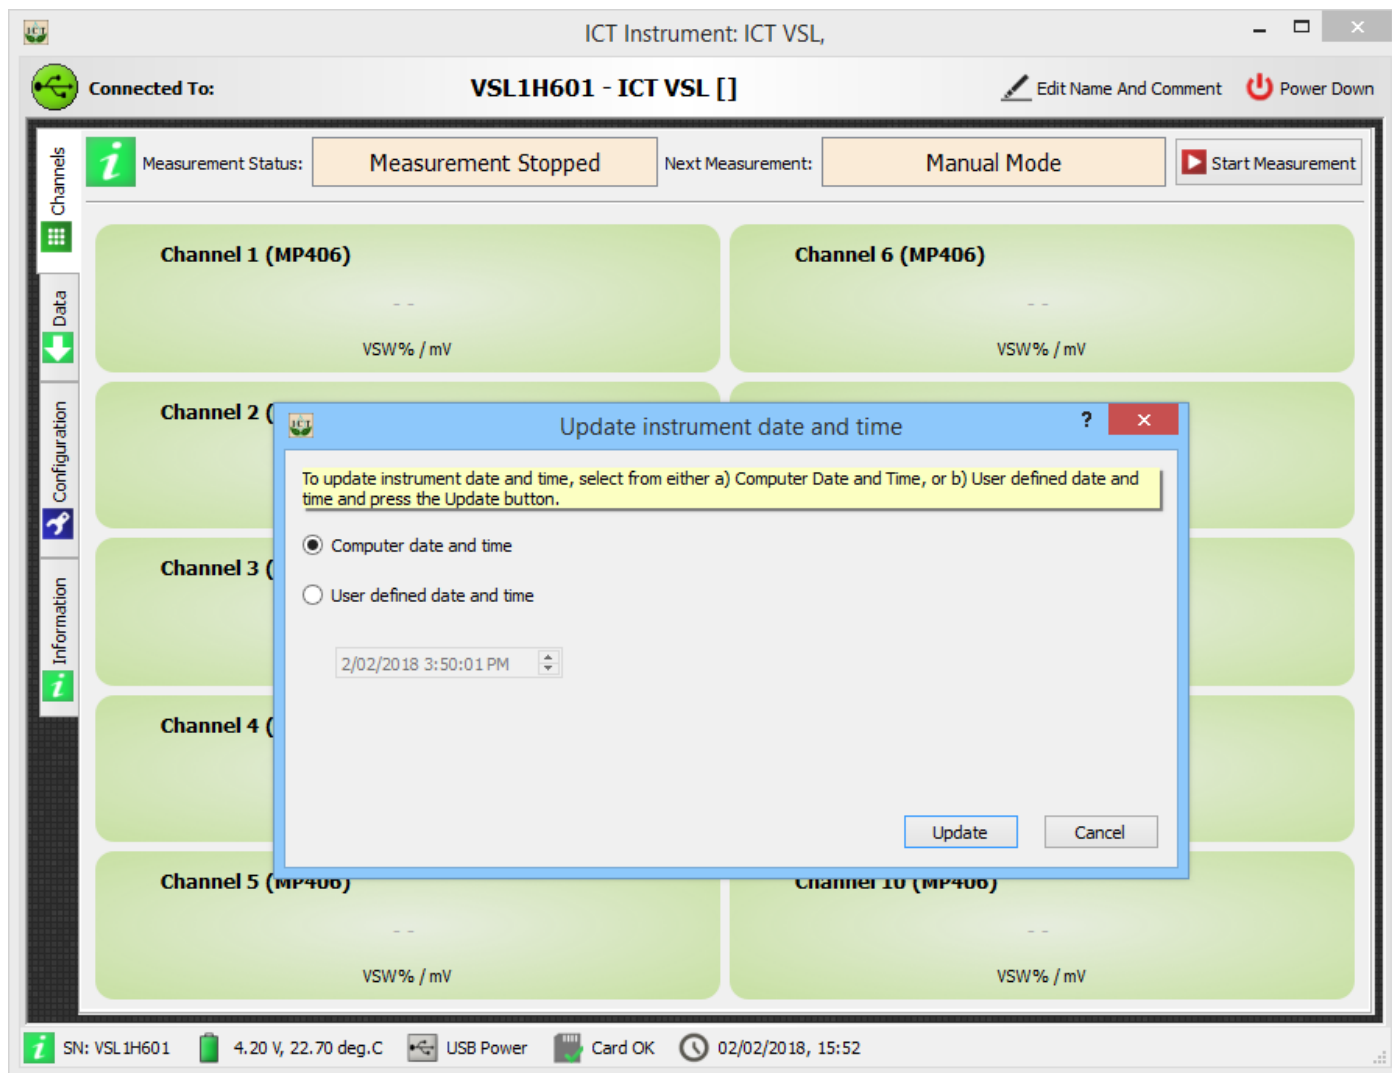 ICT Instrument: ICT VSL,
Connected To:
VSL1H601 - ICT VSL []
Edit Name And Comment
Power Down
Channels
Data
Configuration
Information
Measurement Status:
Measurement Stopped
Next Measurement:
Manual Mode
Start Measurement
Channel 1 (MP406)
- -
VSW% / mV
Channel 6 (MP406)
- -
VSW% / mV
Channel 2 (
Channel 3 (
Channel 4 (
Update instrument date and time
?
To update instrument date and time, select from either a) Computer Date and Time, or b) User defined date and
time and press the Update button.
Computer date and time
User defined date and time
2/02/2018 3:50:01 PM
Update
Cancel
Channel 5 (MP406)
- -
VSW% / mV
Channel 10 (MP406)
- -
VSW% / mV
SN: VSL1H601
4.20 V, 22.70 deg.C
USB Power
Card OK
02/02/2018, 15:52